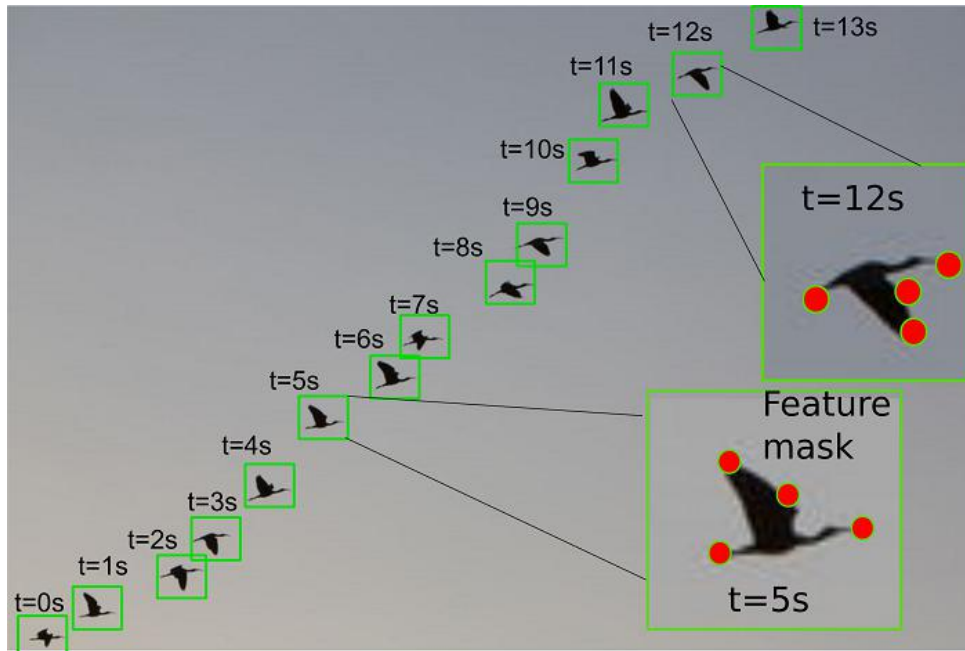 t=13s
t=12s
t=11s
t=10s
t=9s
t=8s
t=7s
t=6s
t=5s
t=4s
t=3s
t=2s
t=1s
t=0s
t=12s
Feature
mask
t=5s